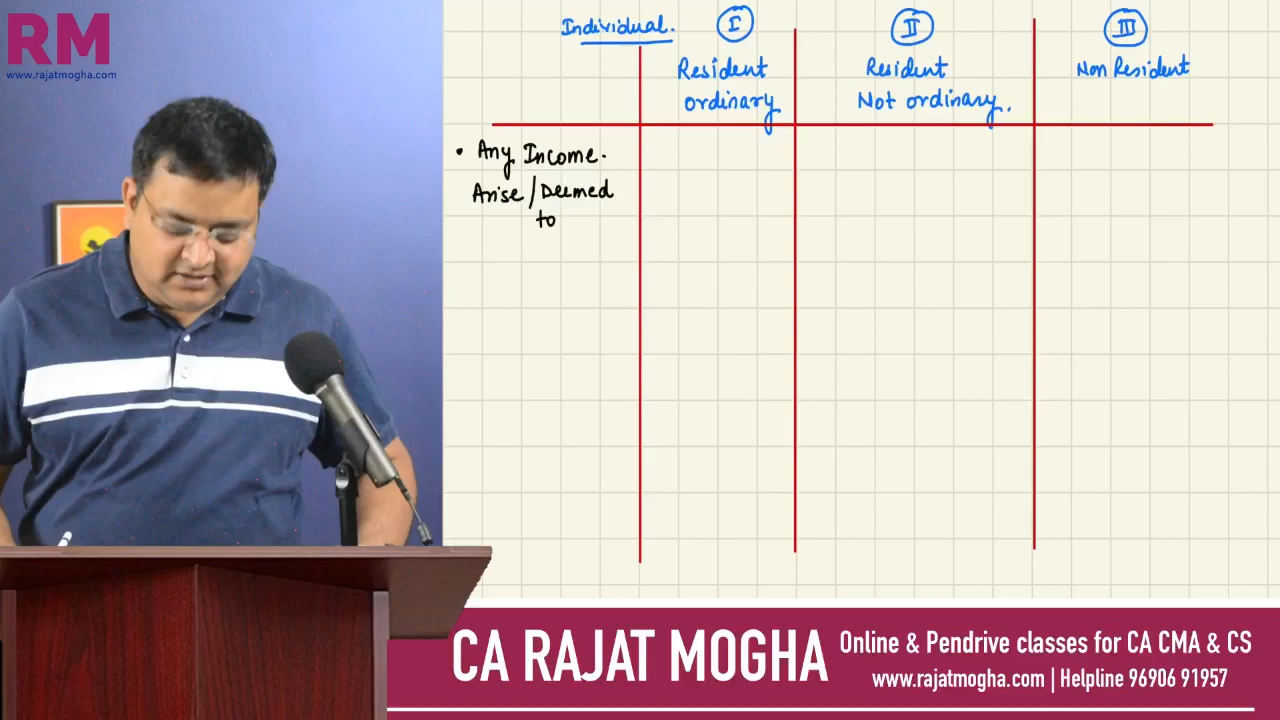 RM
www.rajatmogha.com
Individual.
I
II
III
Resident
ordinary
Resident
Not ordinary.
Non Resident
• Any Income.
Arise/Deemed
to
CA RAJAT MOGHA
Online & Pendrive classes for CA CMA & CS
www.rajatmogha.com | Helpline 96906 91957